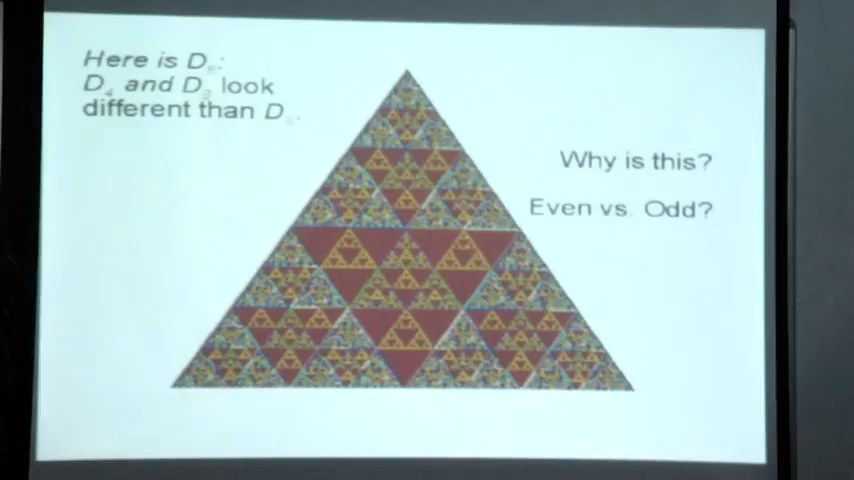 Here is D
D₄ and D₃ look
different than D
Why is this?
Even vs. Odd?